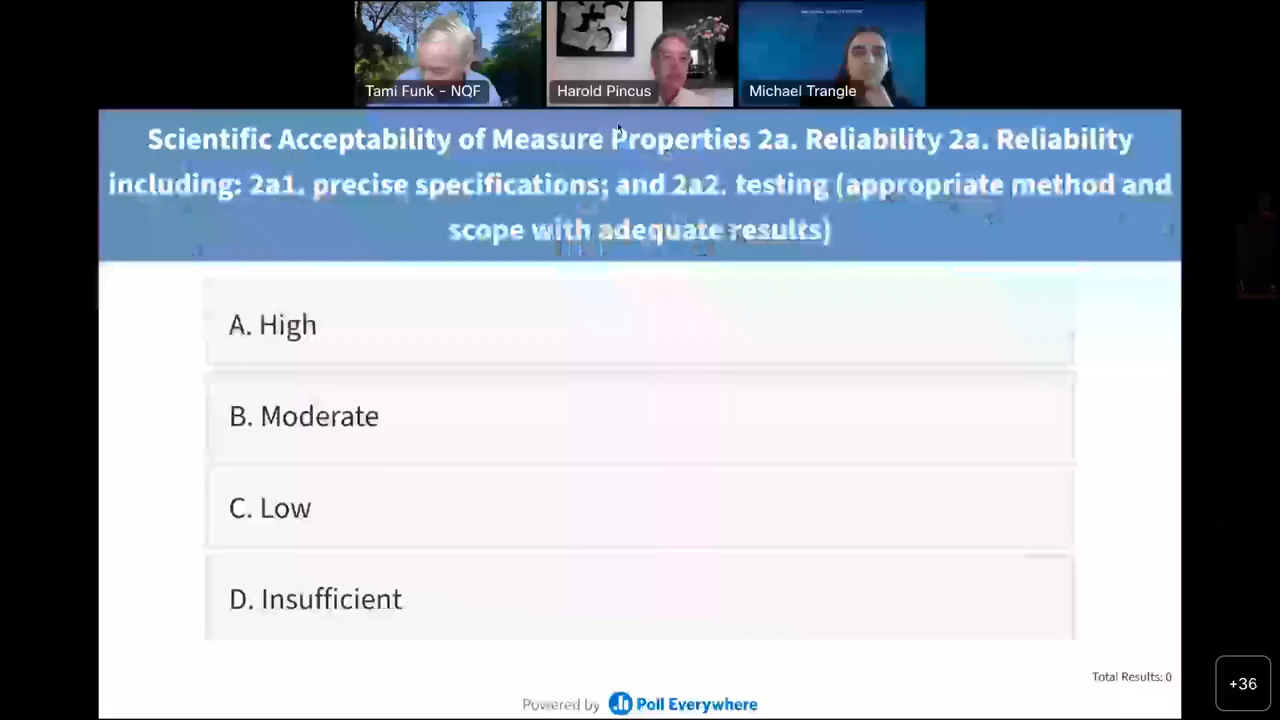 Tami Funk - NQF
Harold Pincus
Michael Trangle
Scientific Acceptability of Measure Properties 2a. Reliability 2a. Reliability
including: 2a1. precise specifications; and 2a2. testing (appropriate method and
scope with adequate results)
A. High
B. Moderate
C. Low
D. Insufficient
Total Results: 0
Powered by Poll Everywhere
+36